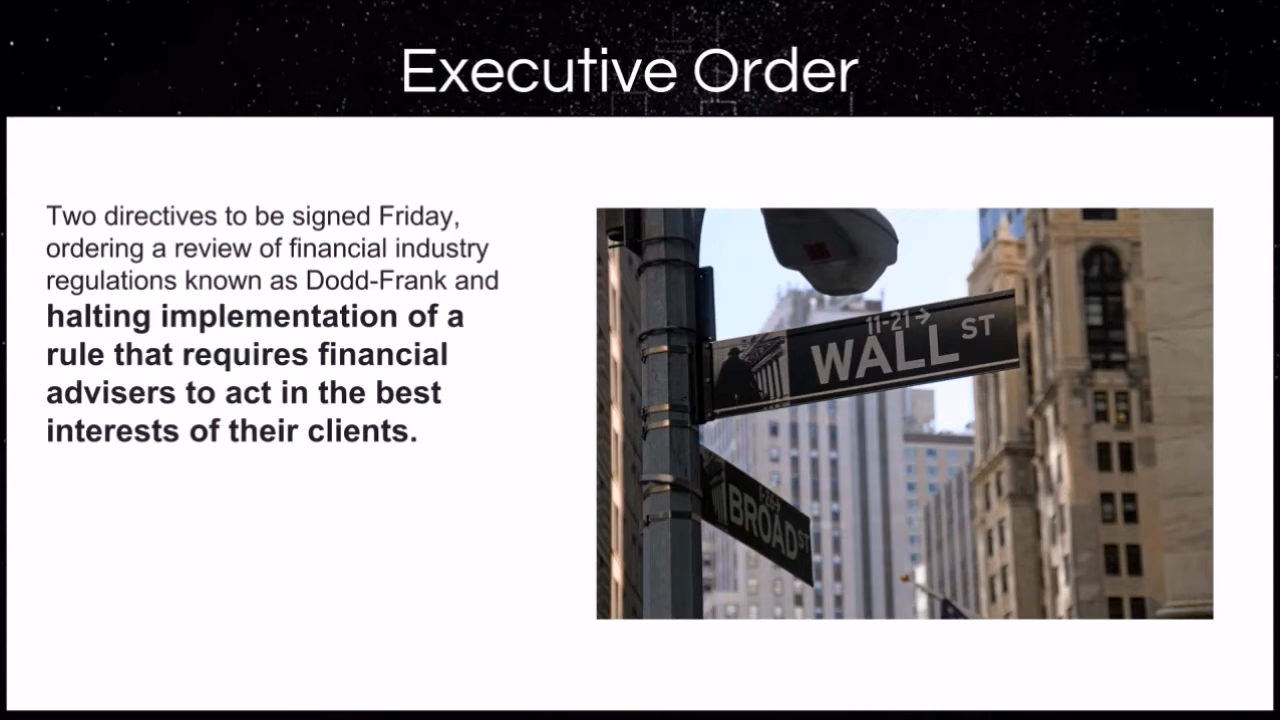 Executive Order
Two directives to be signed Friday,
ordering a review of financial industry
regulations known as Dodd-Frank and
halting implementation of a
rule that requires financial
advisers to act in the best
interests of their clients.
11-21→
WALL ST
BROAD ST